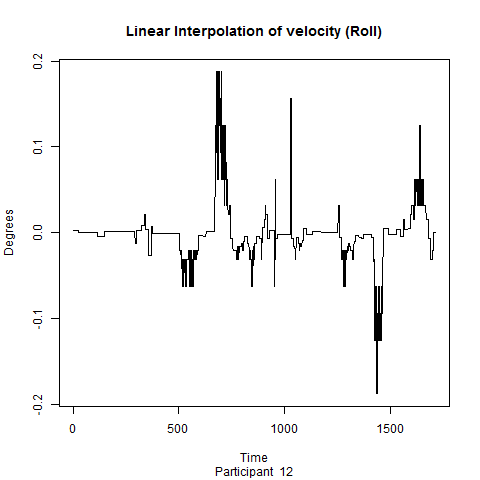 Linear Interpolation of velocity (Roll)
Degrees
0.2
0.1
0.0
-0.1
-0.2
0
500
1000
1500
Time
Participant 12